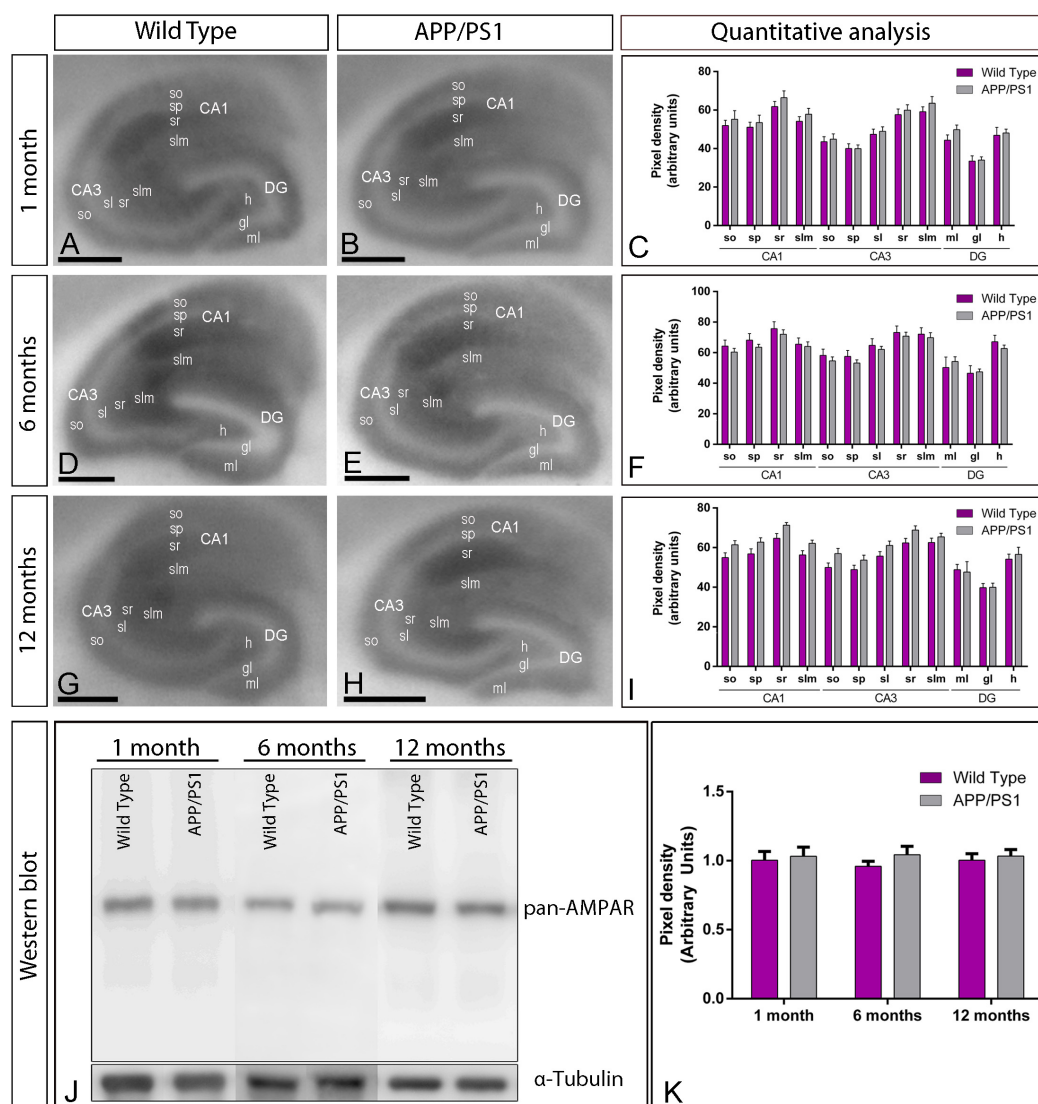 Wild Type
APP/PS1
Quantitative analysis
1 month
so
sp
CA1
sr
slm
CA3
sl sr
slm
so
DG
h
gl
ml
A
so
sp
CA1
sr
slm
CA3
sr
slm
sl
so
h
DG
gl
ml
B
Wild Type
APP/PS1
Pixel density
(arbitrary units)
80
60
40
20
0
so sp sr slm so sp sl sr slm ml gl h
CA1 CA3 DG
C
6 months
so
sp
CA1
sr
slm
CA3
sr
slm
sl
so
DG
h
gl
ml
D
so
sp
CA1
sr
slm
CA3
sr
slm
sl
so
DG
h
gl
ml
E
Wild Type
APP/PS1
Pixel density
(arbitrary units)
100
80
60
40
20
0
so sp sr slm so sp sl sr slm ml gl h
CA1 CA3 DG
F
12 months
so
sp
CA1
sr
slm
CA3
sr
slm
sl
so
DG
h
gl
ml
G
so
sp
CA1
sr
slm
CA3
sr
slm
sl
so
h
DG
gl
ml
H
Wild Type
APP/PS1
Pixel density
(arbitrary units)
80
60
40
20
0
so sp sr slm so sp sl sr slm ml gl h
CA1 CA3 DG
I
Western blot
1 month 6 months 12 months
Wild Type
APP/PS1
Wild Type
APP/PS1
Wild Type
APP/PS1
pan-AMPAR
α-Tubulin
J
Wild Type
APP/PS1
Pixel density
(Arbitrary Units)
1.5
1.0
0.5
0.0
1 month 6 months 12 months
K